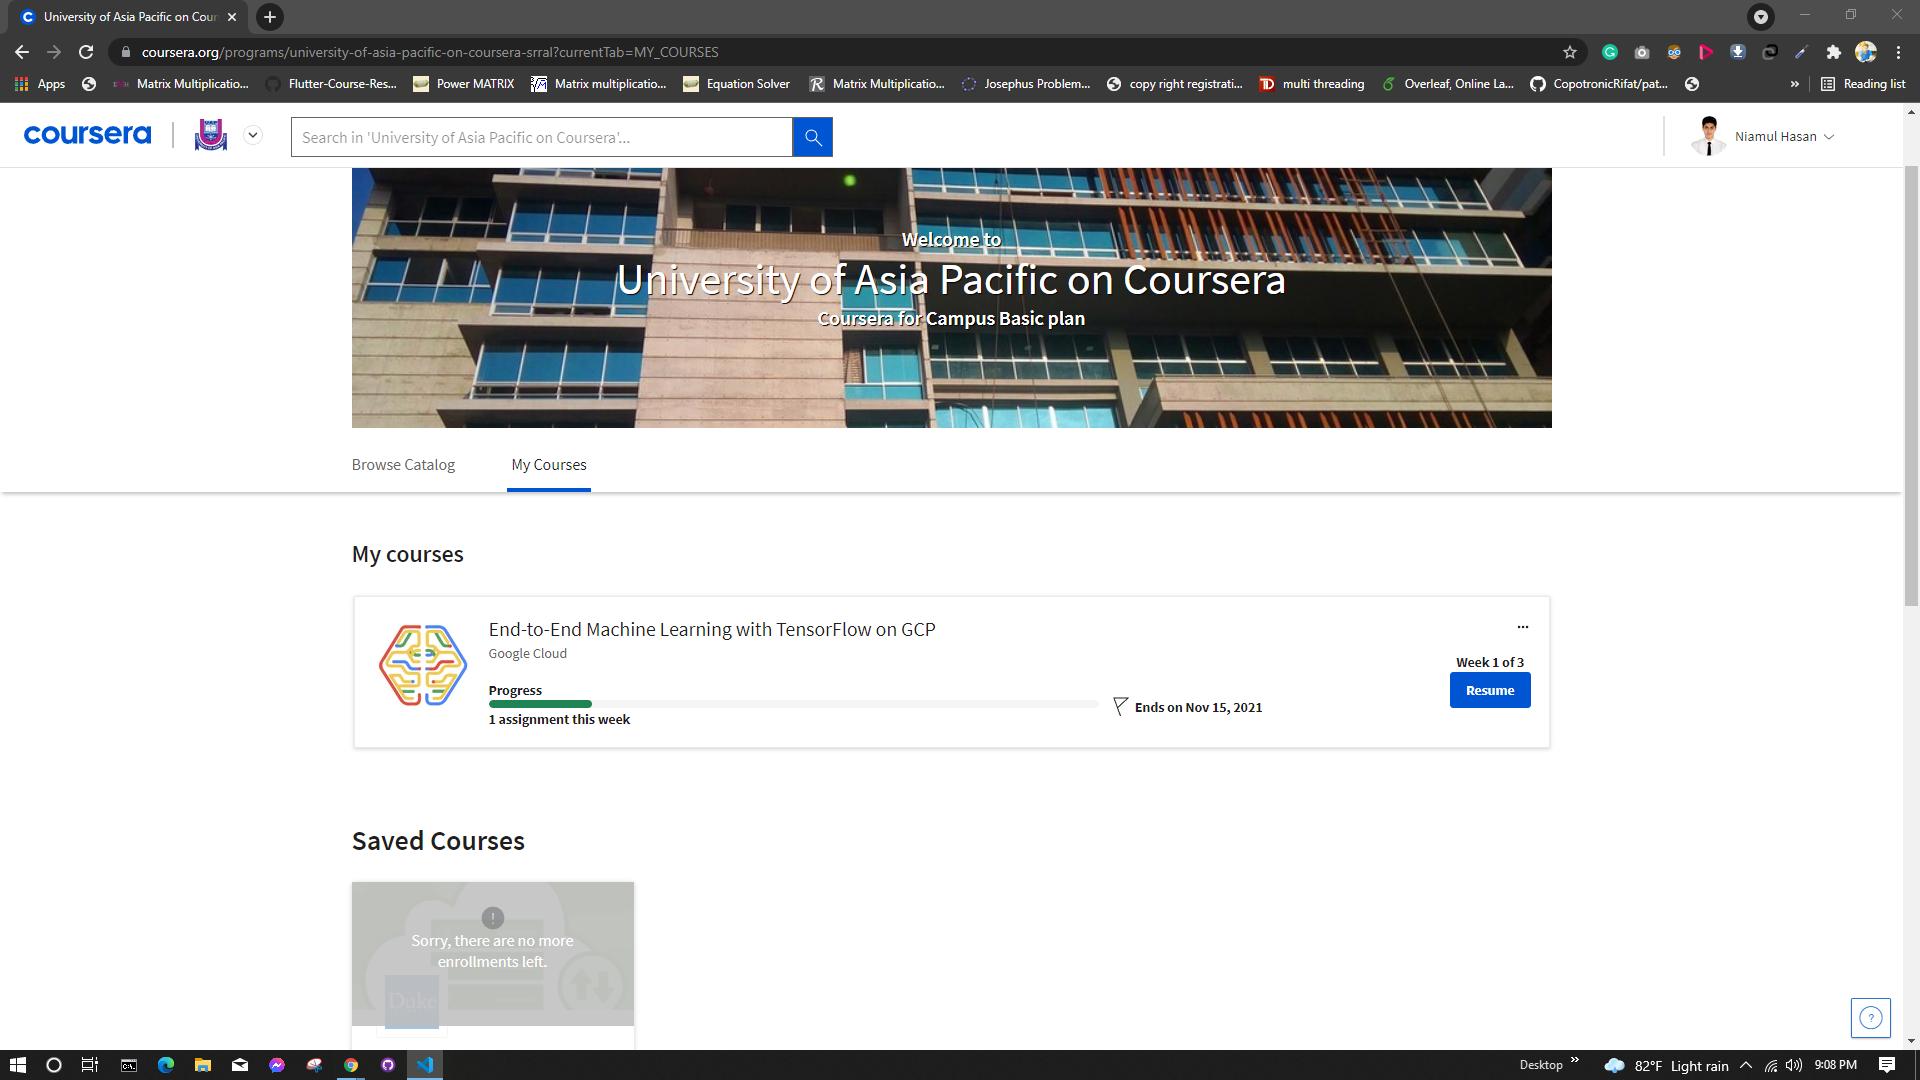 University of Asia Pacific on Cour
coursera.org/programs/university-of-asia-pacific-on-coursera-srral?currentTab=MY_COURSES
Apps
Matrix Multiplicatio...
Flutter-Course-Res...
Power MATRIX
Matrix multiplicatio...
Equation Solver
Matrix Multiplicatio...
Josephus Problem...
copy right registrati...
TD
multi threading
Overleaf, Online La...
CopotronicRifat/pat...
»
Reading list
coursera
Search in 'University of Asia Pacific on Coursera'...
Niamul Hasan
Welcome to
University of Asia Pacific on Coursera
Coursera for Campus Basic plan
Browse Catalog
My Courses
My courses
End-to-End Machine Learning with TensorFlow on GCP
Google Cloud
...
Week 1 of 3
Progress
Resume
Ends on Nov 15, 2021
1 assignment this week
Saved Courses
!
Sorry, there are no more
enrollments left.
Duke
?
Desktop
»
82°F Light rain
9:08 PM